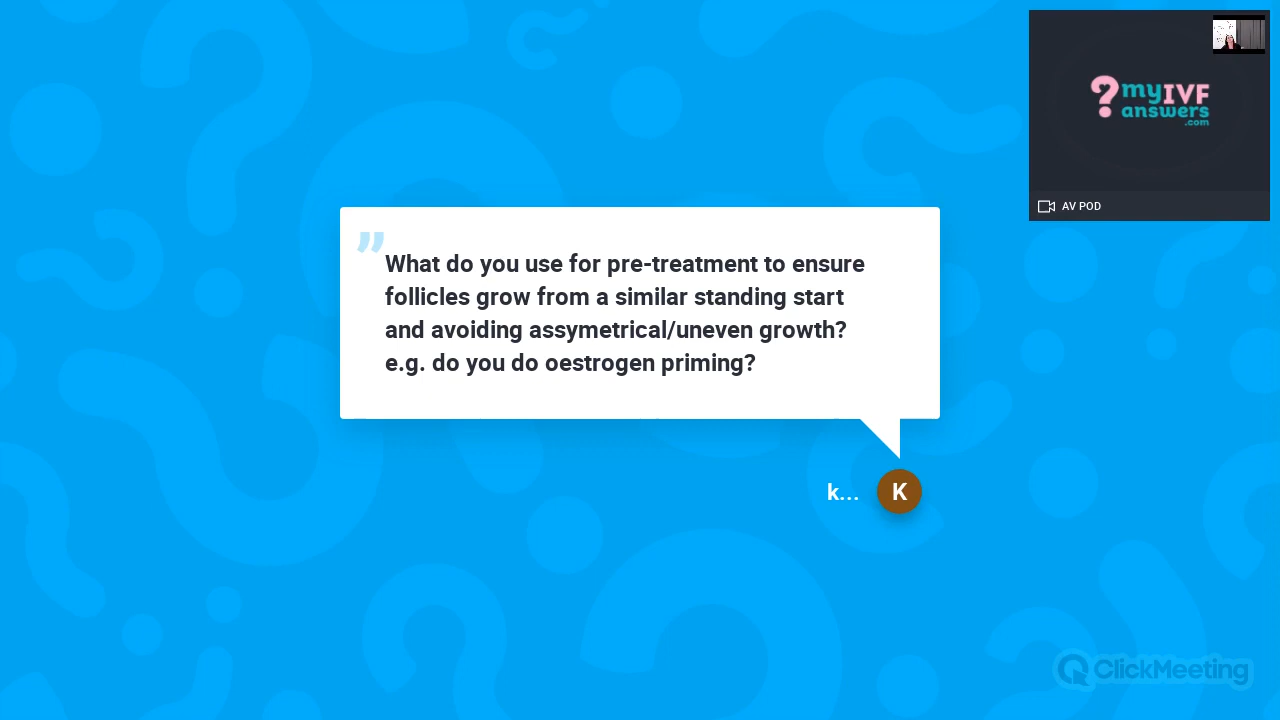 ?myIVF
answers
.com
AV POD
What do you use for pre-treatment to ensure
follicles grow from a similar standing start
and avoiding assymetrical/uneven growth?
e.g. do you do oestrogen priming?
k...
K
ClickMeeting